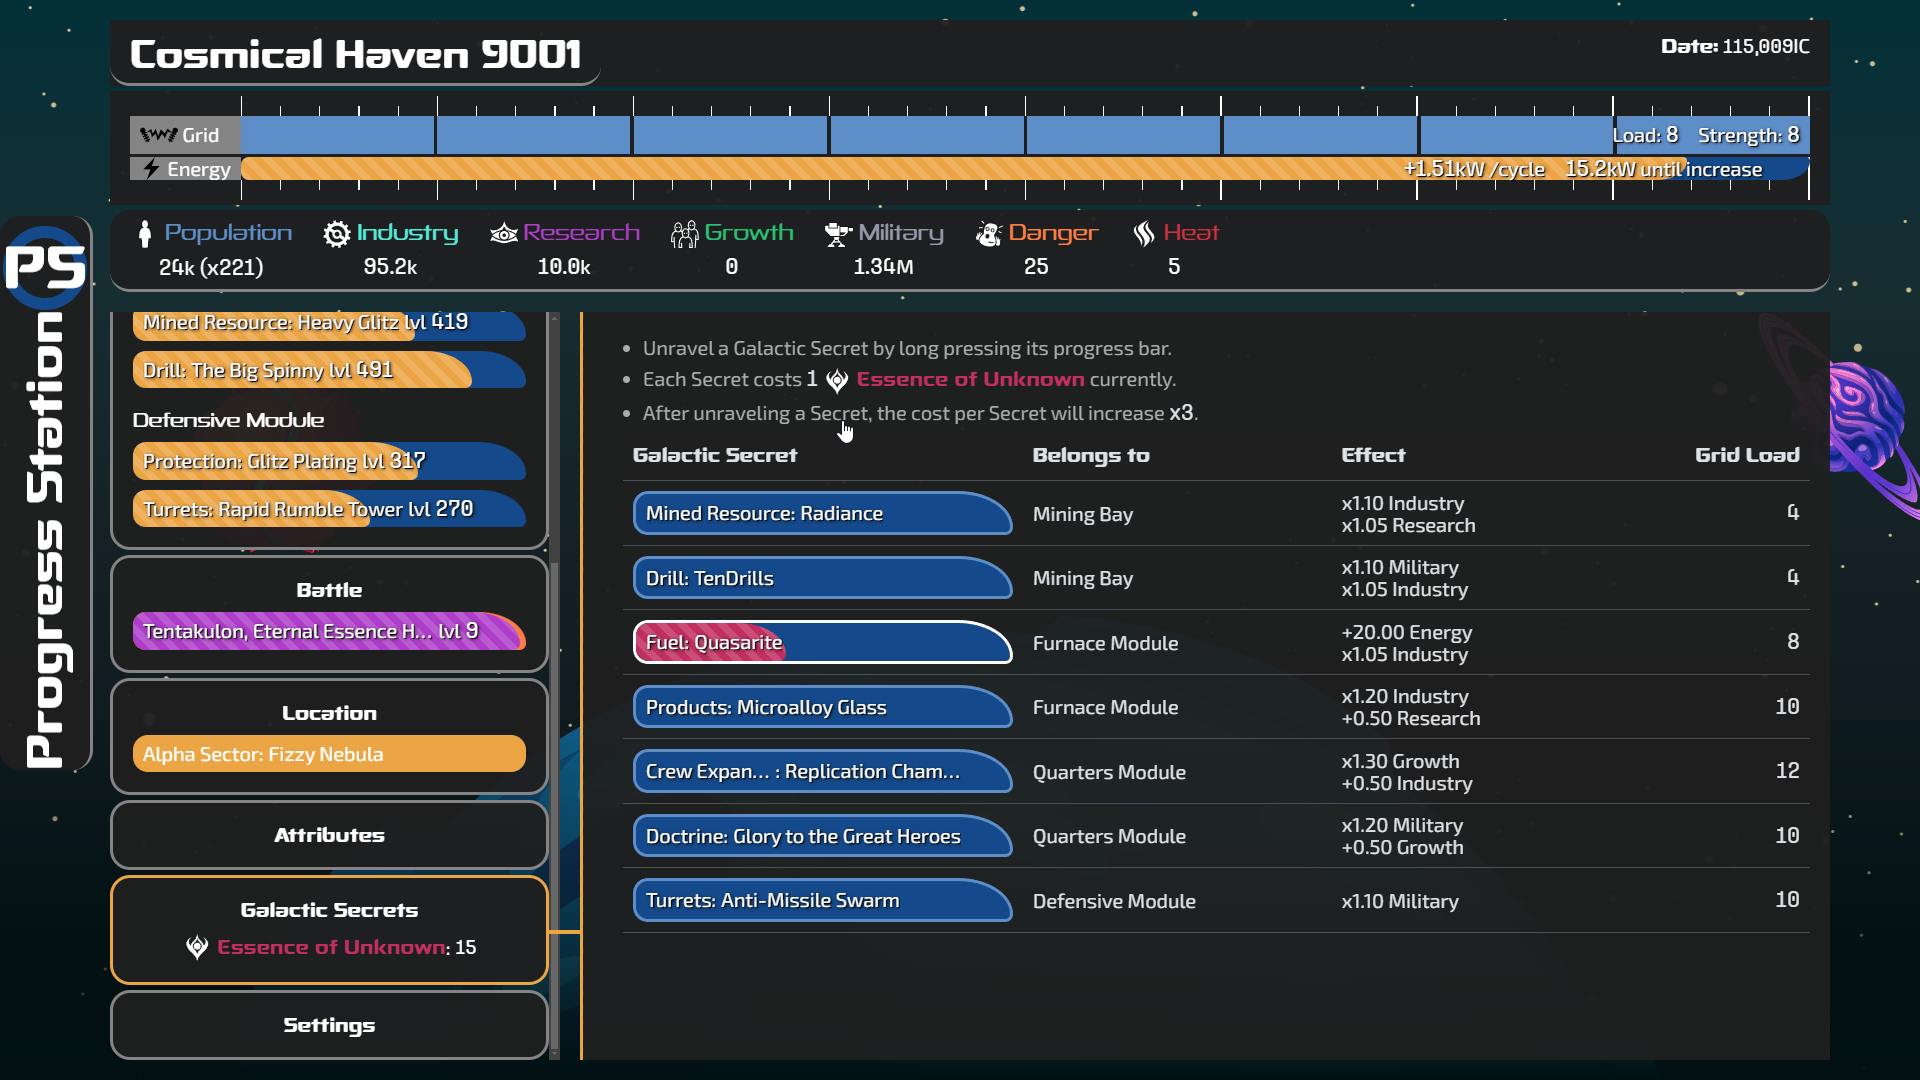 Cosmical Haven 9001
Date: 115,009IC
Grid
Load: 8 Strength: 8
Energy
+1.51kW /cycle 15.2kW until increase
Population Industry Research Growth Military Danger Heat
24k (x221) 95.2k 10.0k 0 1.34M 25 5
PS
Progress Station
Mined Resource: Heavy Glitz lvl 419
Drill: The Big Spinny lvl 491
Defensive Module
Protection: Glitz Plating lvl 317
Turrets: Rapid Rumble Tower lvl 270
Battle
Tentakulon, Eternal Essence H... lvl 9
Location
Alpha Sector: Fizzy Nebula
Attributes
Galactic Secrets
Essence of Unknown: 15
Settings
• Unravel a Galactic Secret by long pressing its progress bar.
• Each Secret costs 1 Essence of Unknown currently.
• After unraveling a Secret, the cost per Secret will increase x3.
Galactic Secret Belongs to Effect Grid Load
Mined Resource: Radiance Mining Bay x1.10 Industry 4
x1.05 Research
Drill: TenDrills Mining Bay x1.10 Military 4
x1.05 Industry
Fuel: Quasarite Furnace Module +20.00 Energy 8
x1.05 Industry
Products: Microalloy Glass Furnace Module x1.20 Industry 10
+0.50 Research
Crew Expan... : Replication Cham... Quarters Module x1.30 Growth 12
+0.50 Industry
Doctrine: Glory to the Great Heroes Quarters Module x1.20 Military 10
+0.50 Growth
Turrets: Anti-Missile Swarm Defensive Module x1.10 Military 10